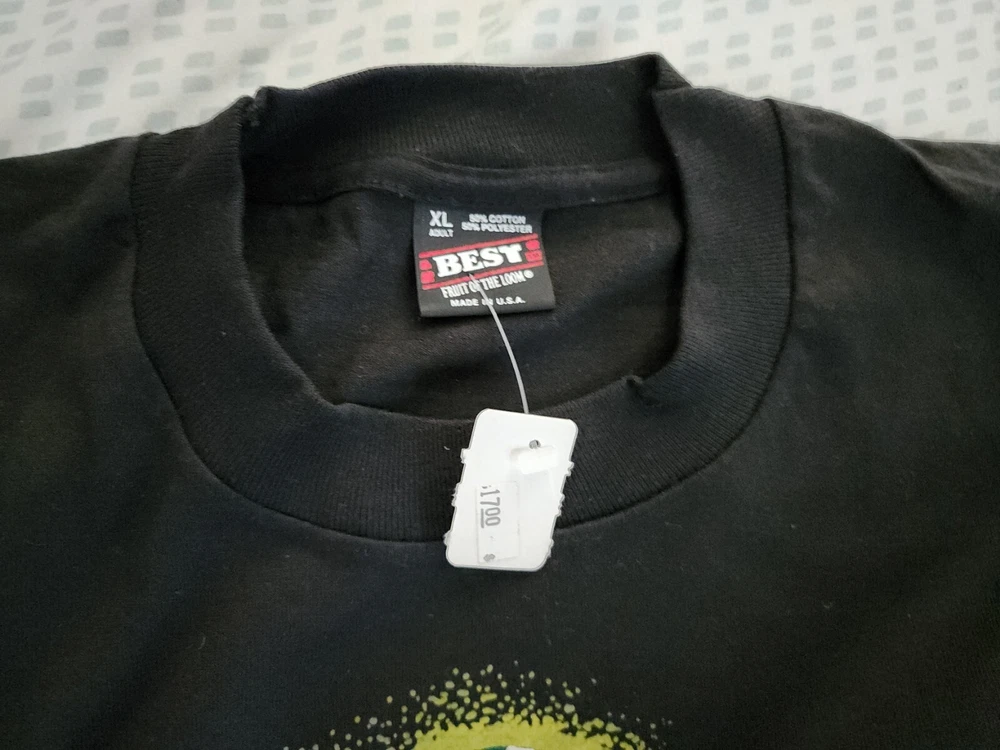 XL 50% COTTON
ADULT 50% POLYESTER
BEST
FRUIT OF THE LOOM®
MADE IN U.S.A.
1700